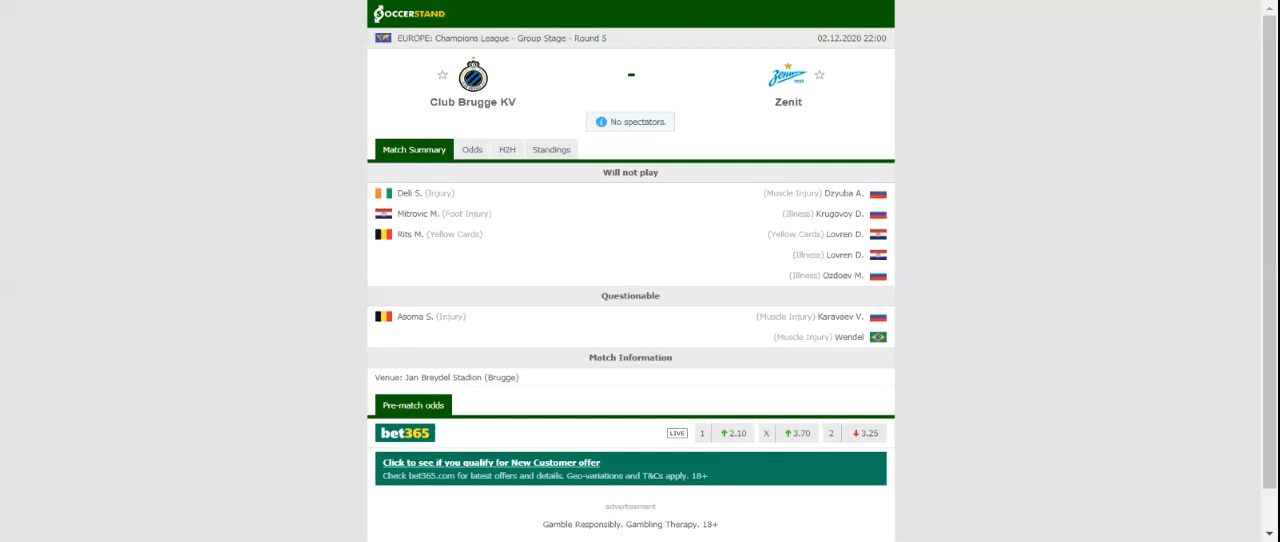 SOCCERSTAND
EUROPE: Champions League - Group Stage - Round 5 02.12.2020 22:00
-
Club Brugge KV Zenit
No spectators.
Match Summary Odds H2H Standings
Will not play
Deli S. (Injury) (Muscle Injury) Dzyuba A.
Mitrovic M. (Foot Injury) (Illness) Krugovoy D.
Rits M. (Yellow Cards) (Yellow Cards) Lovren D.
(Illness) Lovren D.
(Illness) Ozdoev M.
Questionable
Asoma S. (Injury) (Muscle Injury) Karavaev V.
(Muscle Injury) Wendel
Match Information
Venue: Jan Breydel Stadion (Brugge)
Pre-match odds
bet365 LIVE 1 2.10 X 3.70 2 3.25
Click to see if you qualify for New Customer offer
Check bet365.com for latest offers and details. Geo-variations and T&Cs apply. 18+
advertisement
Gamble Responsibly. Gambling Therapy. 18+